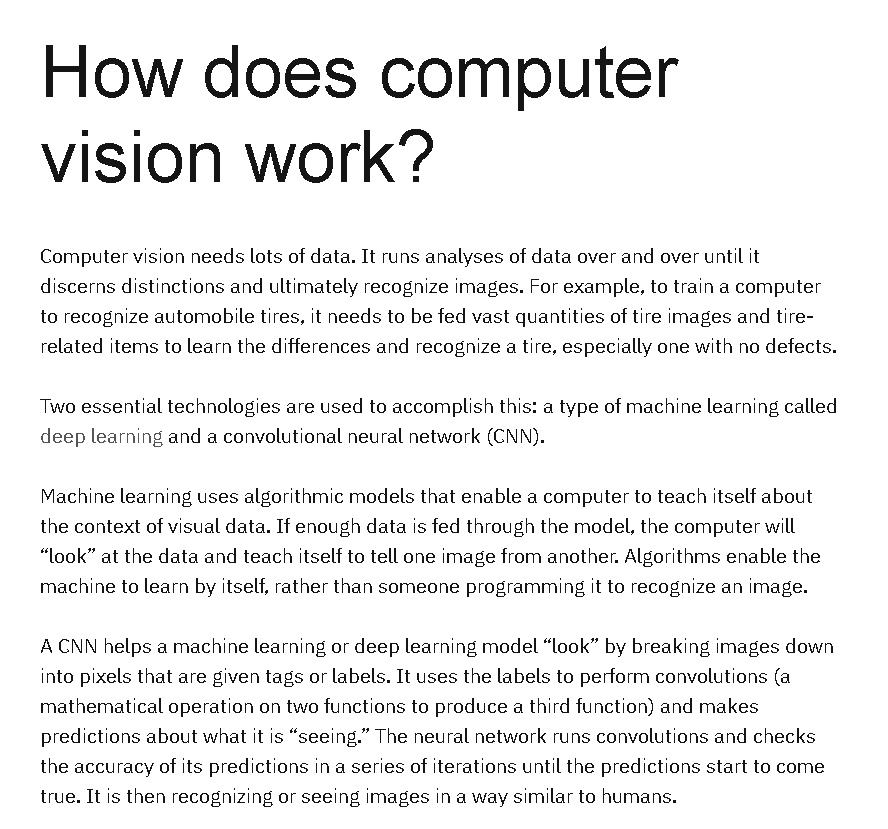 How does computer
vision work?
Computer vision needs lots of data. It runs analyses of data over and over until it
discerns distinctions and ultimately recognize images. For example, to train a computer
to recognize automobile tires, it needs to be fed vast quantities of tire images and tire-
related items to learn the differences and recognize a tire, especially one with no defects.
Two essential technologies are used to accomplish this: a type of machine learning called
deep learning and a convolutional neural network (CNN).
Machine learning uses algorithmic models that enable a computer to teach itself about
the context of visual data. If enough data is fed through the model, the computer will
“look” at the data and teach itself to tell one image from another. Algorithms enable the
machine to learn by itself, rather than someone programming it to recognize an image.
A CNN helps a machine learning or deep learning model “look” by breaking images down
into pixels that are given tags or labels. It uses the labels to perform convolutions (a
mathematical operation on two functions to produce a third function) and makes
predictions about what it is “seeing.” The neural network runs convolutions and checks
the accuracy of its predictions in a series of iterations until the predictions start to come
true. It is then recognizing or seeing images in a way similar to humans.